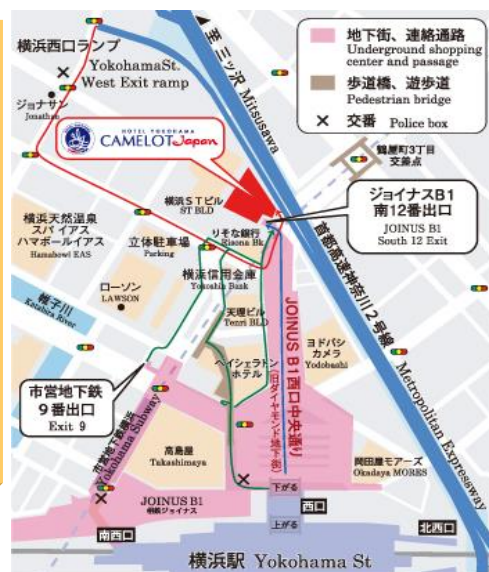 至 三ッ沢 Mitsusawa
横浜西口ランプ
YokohamaSt.
West Exit ramp
ジョナサン
Jonathan
HOTEL YOKOHAMA
CAMELOT Japan
地下街、連絡通路
Underground shopping
center and passage
歩道橋、遊歩道
Pedestrian bridge
交番 Police box
鶴屋町3丁目
交差点
横浜STビル
ST BLD
ジョイナスB1
南12番出口
JOINUS B1
South 12 Exit
横浜天然温泉
スパ イアス
ハマボールイアス
Hamabowl EAS
立体駐車場
Parking
りそな銀行
Risona Bk
首都高速神奈川2号線
Metropolitan Expressway
横浜信用金庫
ローソン
LAWSON
天理ビル
Tenri BLD
帷子川
Katabira River
JOINUS B1 西口中央通り
(旧ダイヤモンド地下街)
ヨドバシ
カメラ
Yodobashi
ヘイシェラトン
ホテル
市営地下鉄
9番出口
Exit 9
市営地下鉄横浜
Yokohama Subway
高島屋
Takashimaya
岡田屋モアーズ
Okadaya MORES
下がる
JOINUS B1
相鉄ジョイナス
西口
上がる
南西口
北西口
横浜駅 Yokohama St